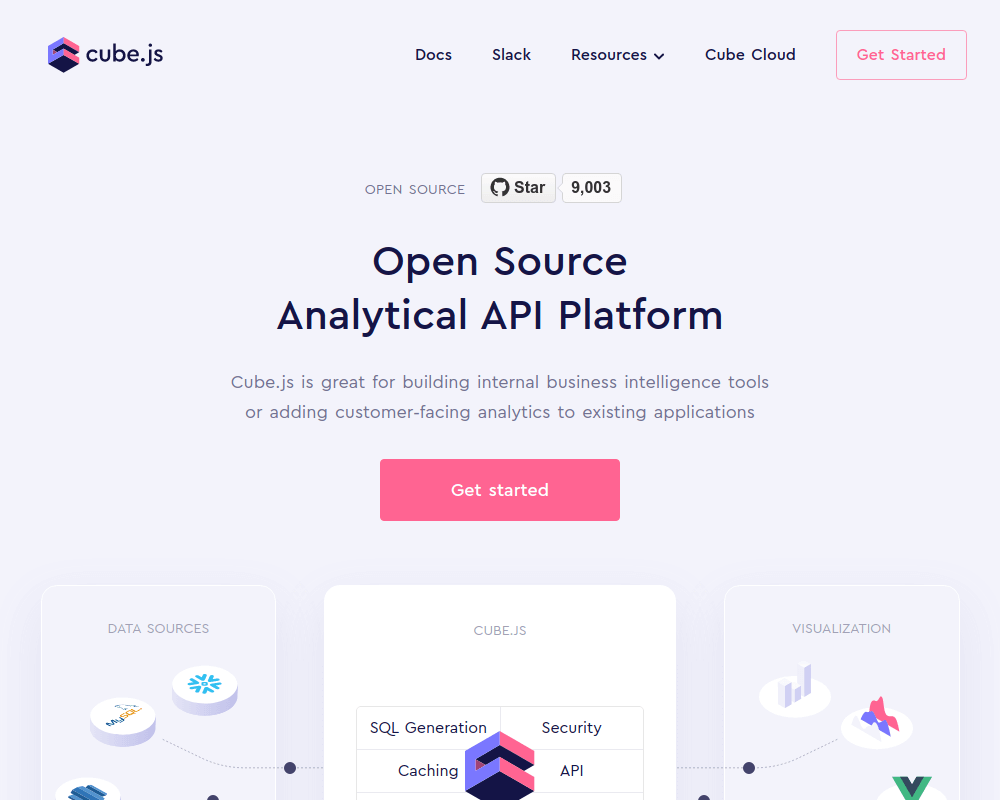 cube.js
Docs
Slack
Resources
Cube Cloud
Get Started
OPEN SOURCE
Star
9,003
Open Source
Analytical API Platform
Cube.js is great for building internal business intelligence tools
or adding customer-facing analytics to existing applications
Get started
DATA SOURCES
CUBE.JS
VISUALIZATION
MySQL
SQL Generation
Security
Caching
API